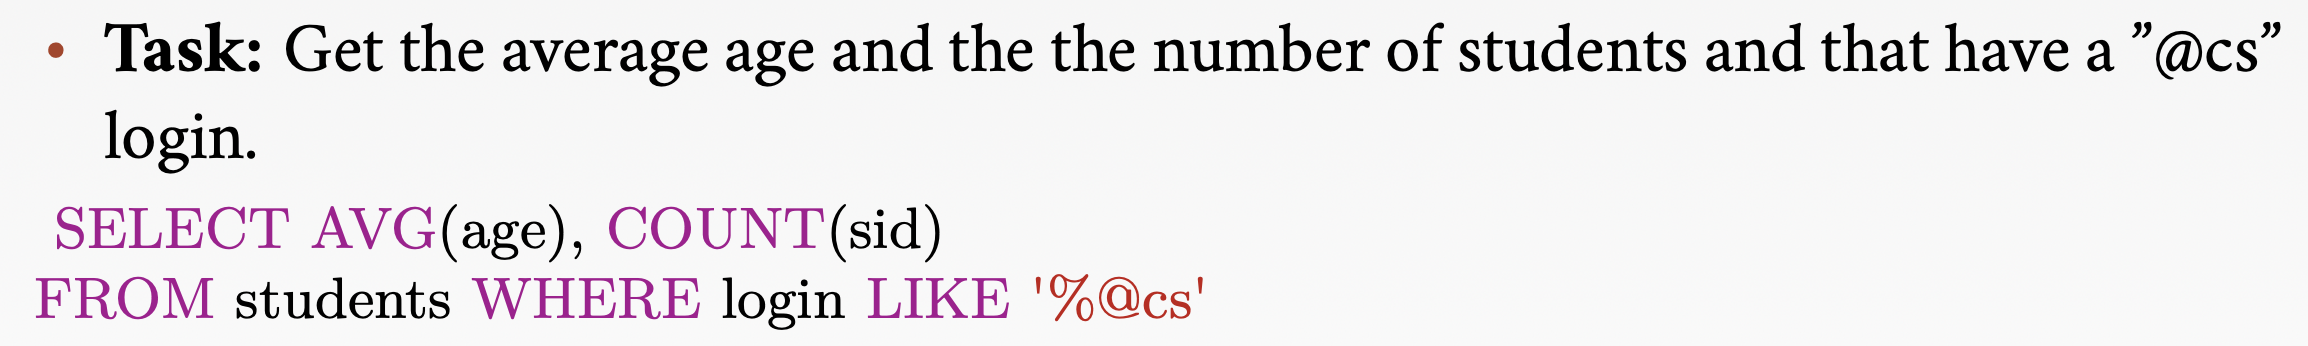 • Task: Get the average age and the the number of students and that have a ”@cs”
login.
SELECT AVG(age), COUNT(sid)
FROM students WHERE login LIKE '%@cs'